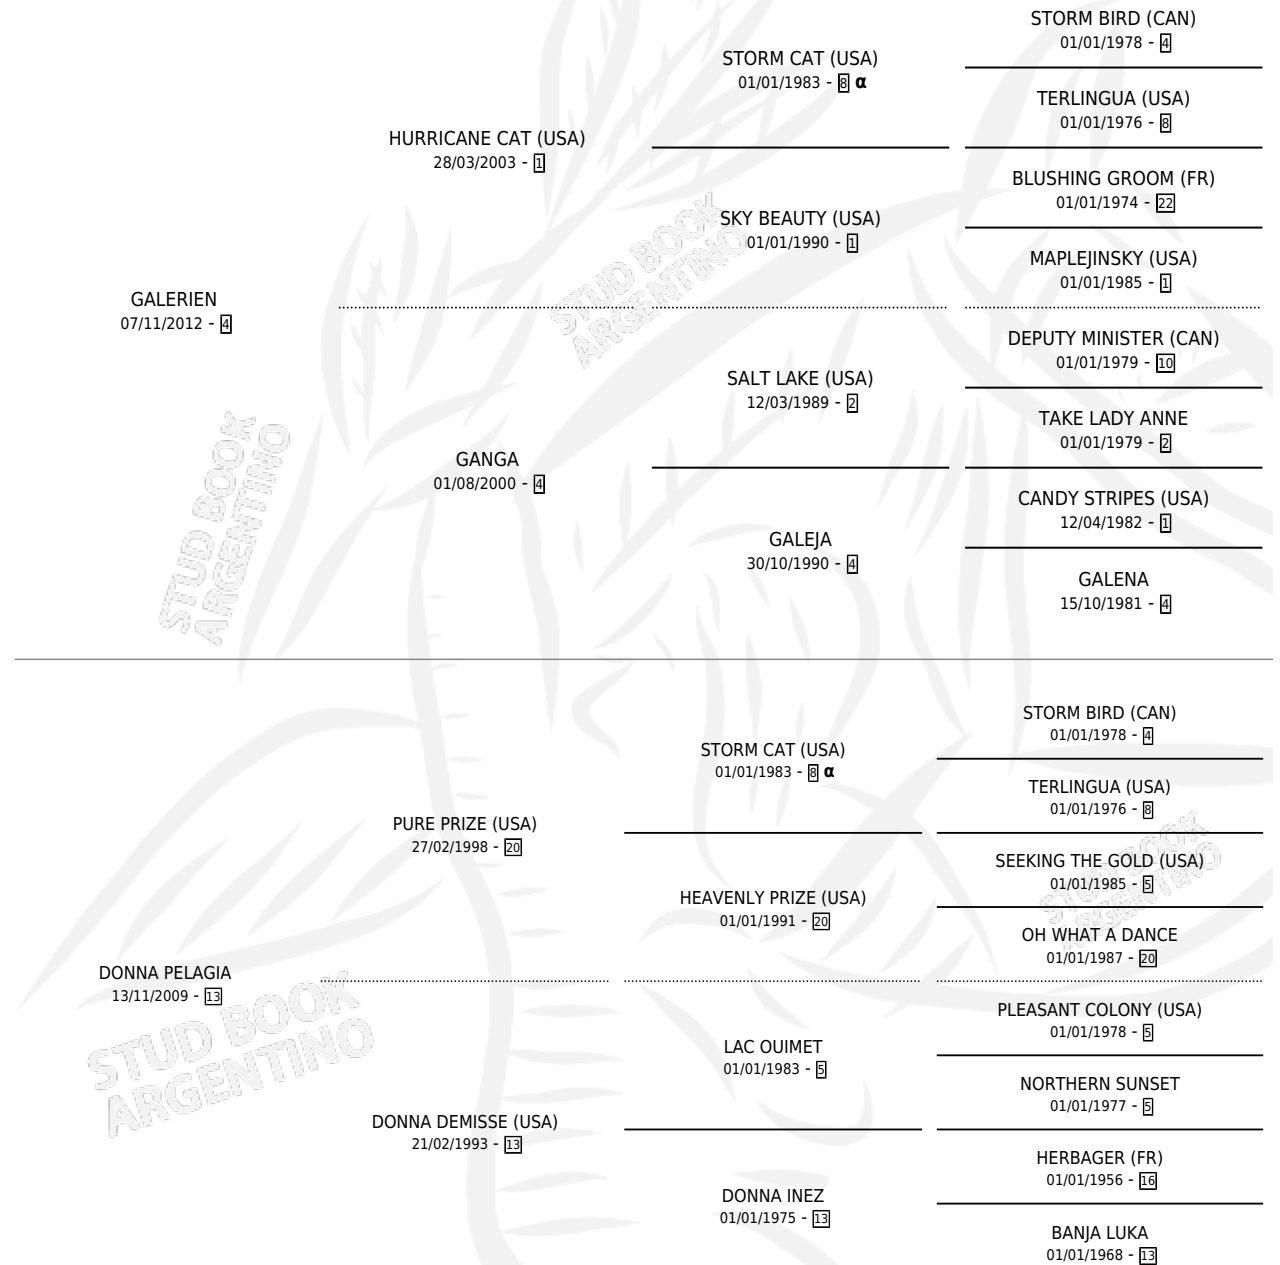 STORM BIRD (CAN)
01/01/1978 - 4
STORM CAT (USA)
01/01/1983 - 8 α
TERLINGUA (USA)
01/01/1976 - 8
HURRICANE CAT (USA)
28/03/2003 - 1
BLUSHING GROOM (FR)
01/01/1974 - 22
SKY BEAUTY (USA)
01/01/1990 - 1
MAPLEJINSKY (USA)
01/01/1985 - 1
GALERIEN
07/11/2012 - 4
DEPUTY MINISTER (CAN)
01/01/1979 - 10
SALT LAKE (USA)
12/03/1989 - 2
TAKE LADY ANNE
01/01/1979 - 2
GANGA
01/08/2000 - 4
CANDY STRIPES (USA)
12/04/1982 - 1
GALEJA
30/10/1990 - 4
GALENA
15/10/1981 - 4
STUD BOOK
ARGENTINO
STUD BOOK
ARGENTINO
STORM BIRD (CAN)
01/01/1978 - 4
STORM CAT (USA)
01/01/1983 - 8 α
TERLINGUA (USA)
01/01/1976 - 8
PURE PRIZE (USA)
27/02/1998 - 20
SEEKING THE GOLD (USA)
01/01/1985 - 5
HEAVENLY PRIZE (USA)
01/01/1991 - 20
OH WHAT A DANCE
01/01/1987 - 20
DONNA PELAGIA
13/11/2009 - 13
PLEASANT COLONY (USA)
01/01/1978 - 5
LAC OUIMET
01/01/1983 - 5
NORTHERN SUNSET
01/01/1977 - 5
DONNA DEMISSE (USA)
21/02/1993 - 13
HERBAGER (FR)
01/01/1956 - 16
DONNA INEZ
01/01/1975 - 13
BANJA LUKA
01/01/1968 - 13
STUD BOOK
ARGENTINO
STUD BOOK
ARGENTINO